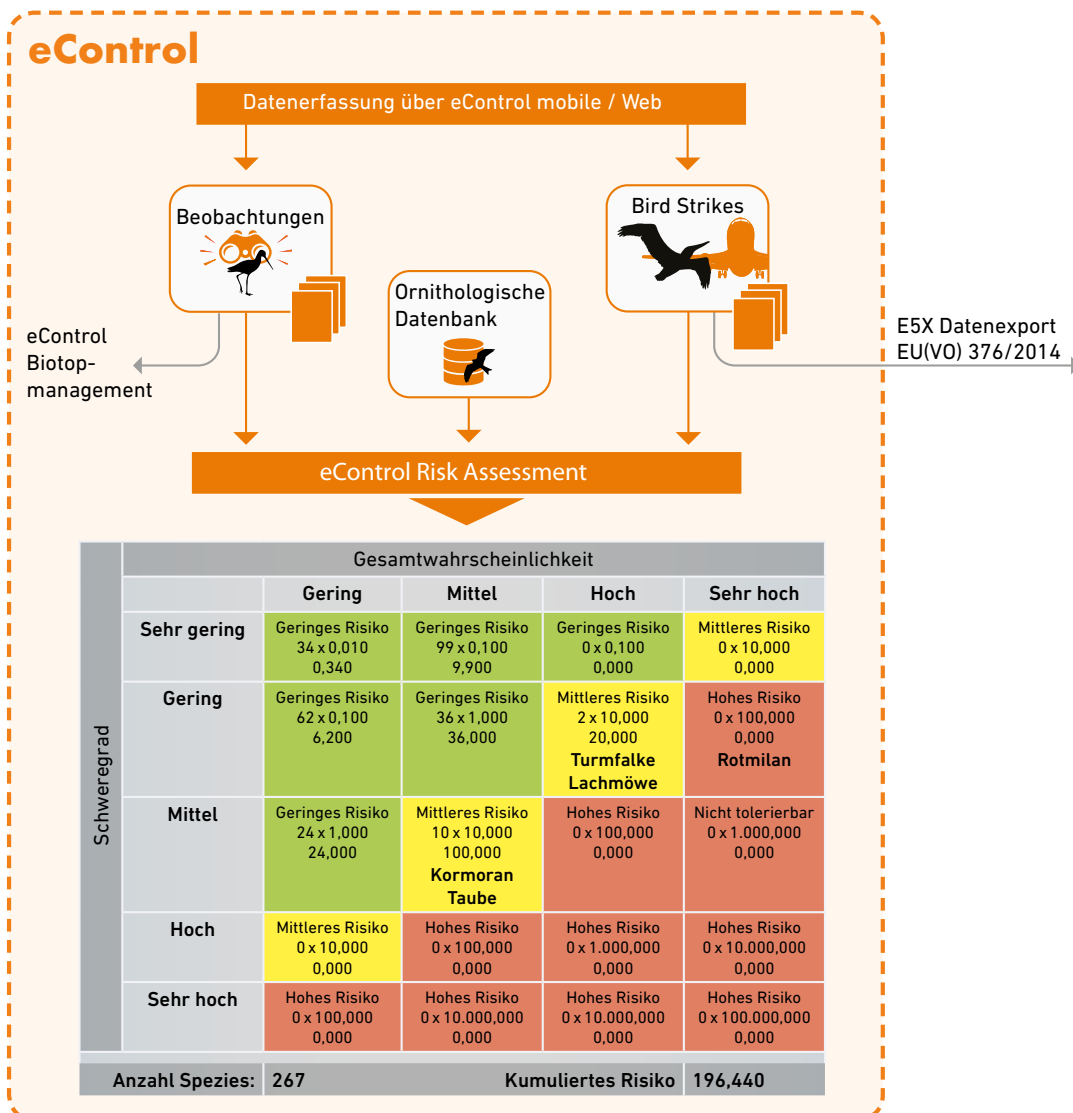 eControl
Datenerfassung über eControl mobile / Web
Beobachtungen
Bird Strikes
Ornithologische
Datenbank
eControl
Biotop-
management
E5X Datenexport
EU(VO) 376/2014
eControl Risk Assessment
Gesamtwahrscheinlichkeit
Schweregrad
Gering Mittel Hoch Sehr hoch
Sehr gering
Geringes Risiko
34 x 0,010
0,340
Geringes Risiko
99 x 0,100
9,900
Geringes Risiko
0 x 0,100
0,000
Mittleres Risiko
0 x 10,000
0,000
Gering
Geringes Risiko
62 x 0,100
6,200
Geringes Risiko
36 x 1,000
36,000
Mittleres Risiko
2 x 10,000
20,000
Turmfalke
Lachmöwe
Hohes Risiko
0 x 100,000
0,000
Rotmilan
Mittel
Geringes Risiko
24 x 1,000
24,000
Mittleres Risiko
10 x 10,000
100,000
Kormoran
Taube
Hohes Risiko
0 x 100,000
0,000
Nicht tolerierbar
0 x 1.000,000
0,000
Hoch
Mittleres Risiko
0 x 10,000
0,000
Hohes Risiko
0 x 100,000
0,000
Hohes Risiko
0 x 1.000,000
0,000
Hohes Risiko
0 x 10.000,000
0,000
Sehr hoch
Hohes Risiko
0 x 100,000
0,000
Hohes Risiko
0 x 10.000,000
0,000
Hohes Risiko
0 x 10.000,000
0,000
Hohes Risiko
0 x 100.000,000
0,000
Anzahl Spezies: 267 Kumuliertes Risiko 196,440